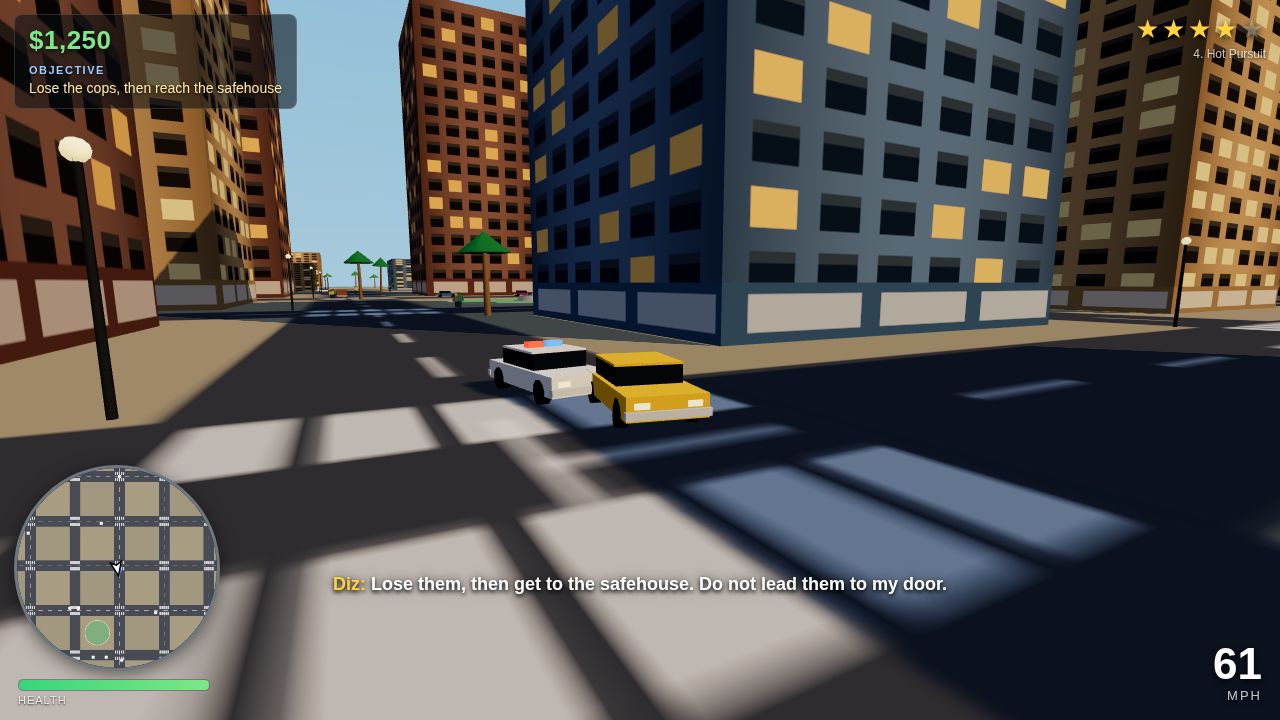 $1,250
OBJECTIVE
Lose the cops, then reach the safehouse
4. Hot Pursuit
Diz: Lose them, then get to the safehouse. Do not lead them to my door.
HEALTH
61
MPH